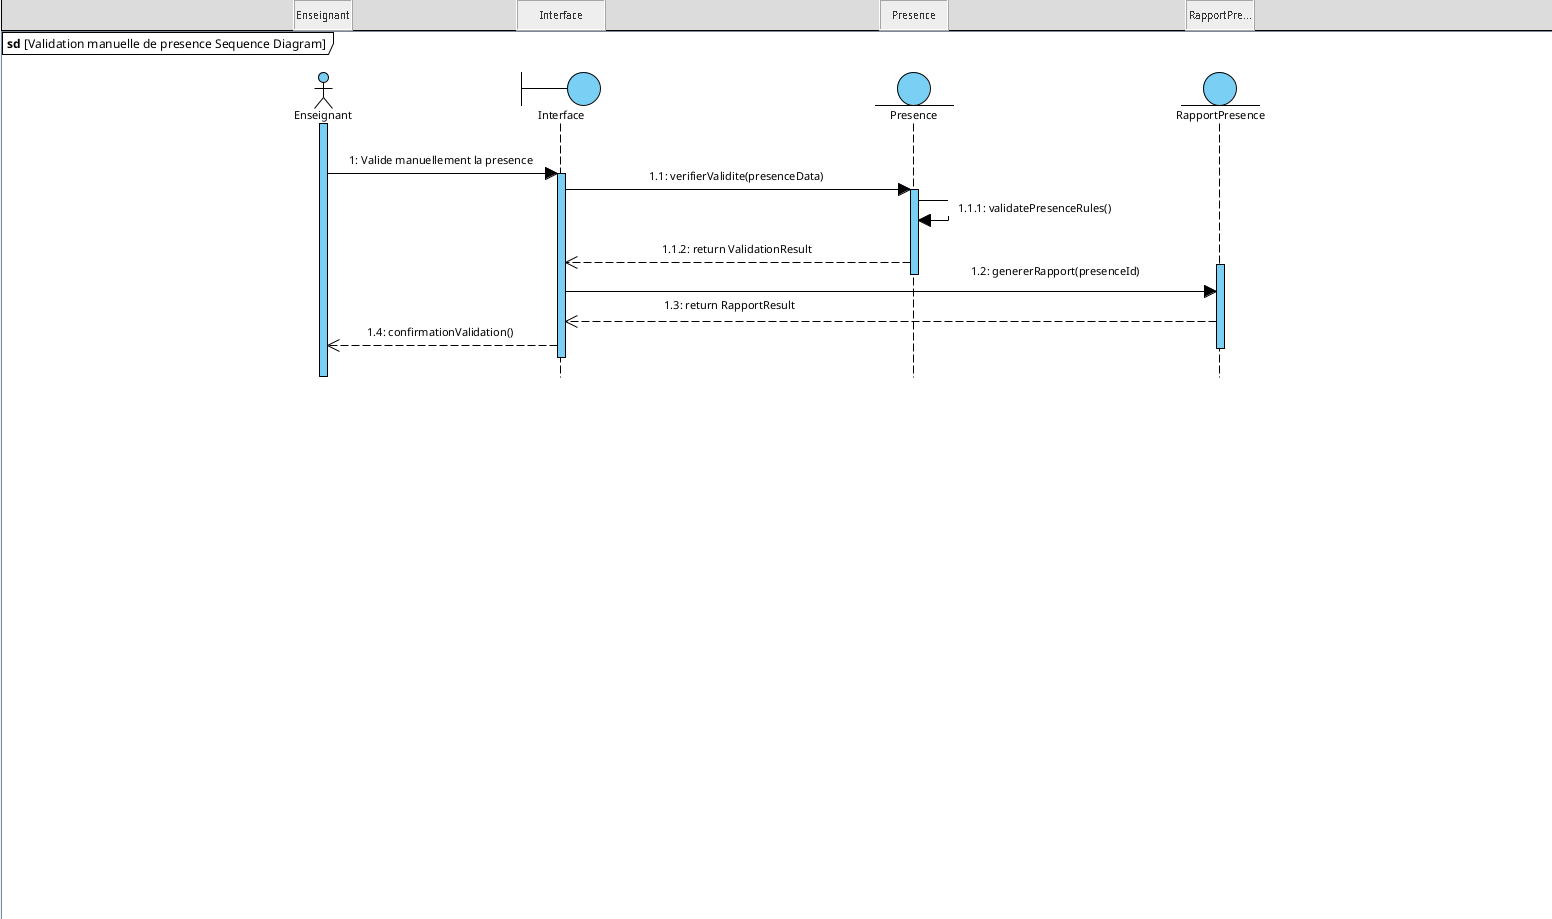 Enseignant
Interface
Presence
RapportPre...
sd [Validation manuelle de presence Sequence Diagram]
Enseignant
Interface
Presence
RapportPresence
1: Valide manuellement la presence
1.1: verifierValidite(presenceData)
1.1.1: validatePresenceRules()
1.1.2: return ValidationResult
1.2: genererRapport(presenceId)
1.3: return RapportResult
1.4: confirmationValidation()